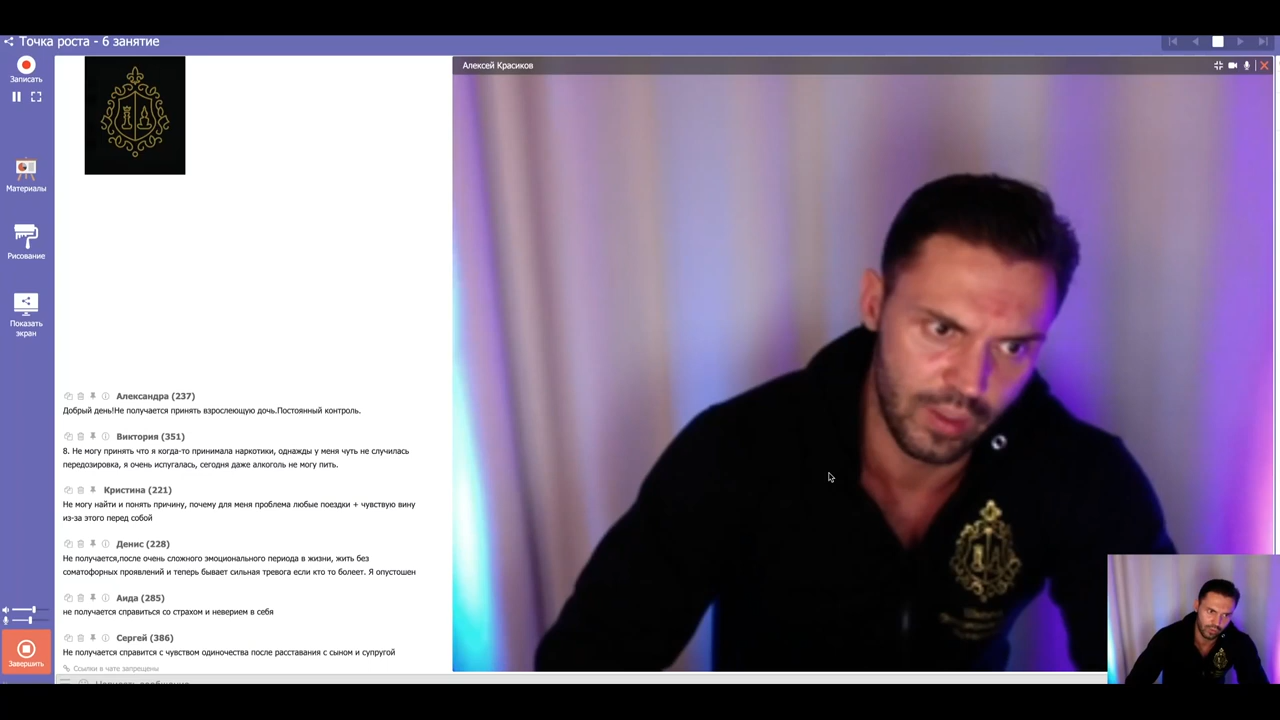 Точка роста - 6 занятие
Записать
Материалы
Рисование
Показать
экран
Завершить
Алексей Красиков
Александра (237)
Добрый день!Не получается принять взрослеющую дочь.Постоянный контроль.
Виктория (351)
8. Не могу принять что я когда-то принимала наркотики, однажды у меня чуть не случилась
передозировка, я очень испугалась, сегодня даже алкоголь не могу пить.
Кристина (221)
Не могу найти и понять причину, почему для меня проблема любые поездки + чувствую вину
из-за этого перед собой
Денис (228)
Не получается,после очень сложного эмоционального периода в жизни, жить без
соматофорных проявлений и теперь бывает сильная тревога если кто то болеет. Я опустошен
Аида (285)
не получается справиться со страхом и неверием в себя
Сергей (386)
Не получается справится с чувством одиночества после расставания с сыном и супругой
Ссылки в чате запрещены